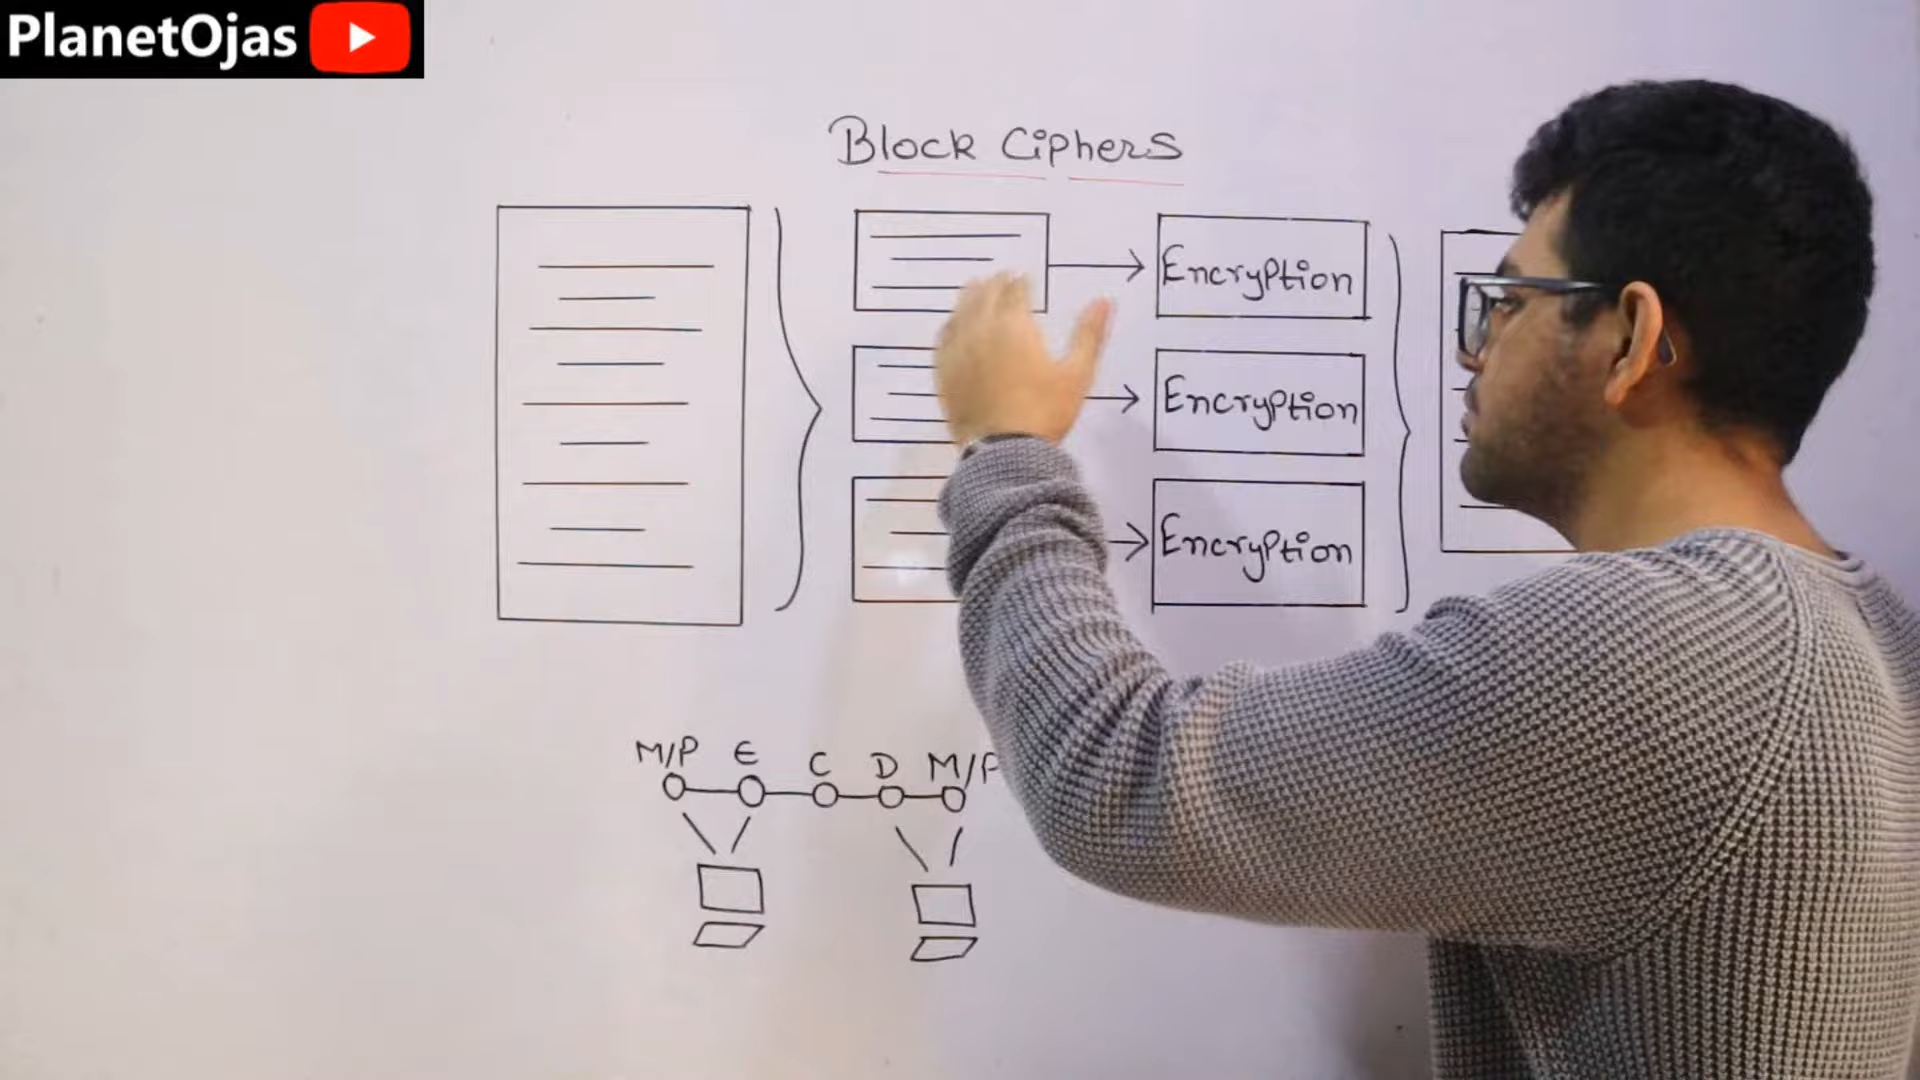 PlanetOjas
Block Ciphers
Encryption
Encryption
Encryption
M/P E C D M/P